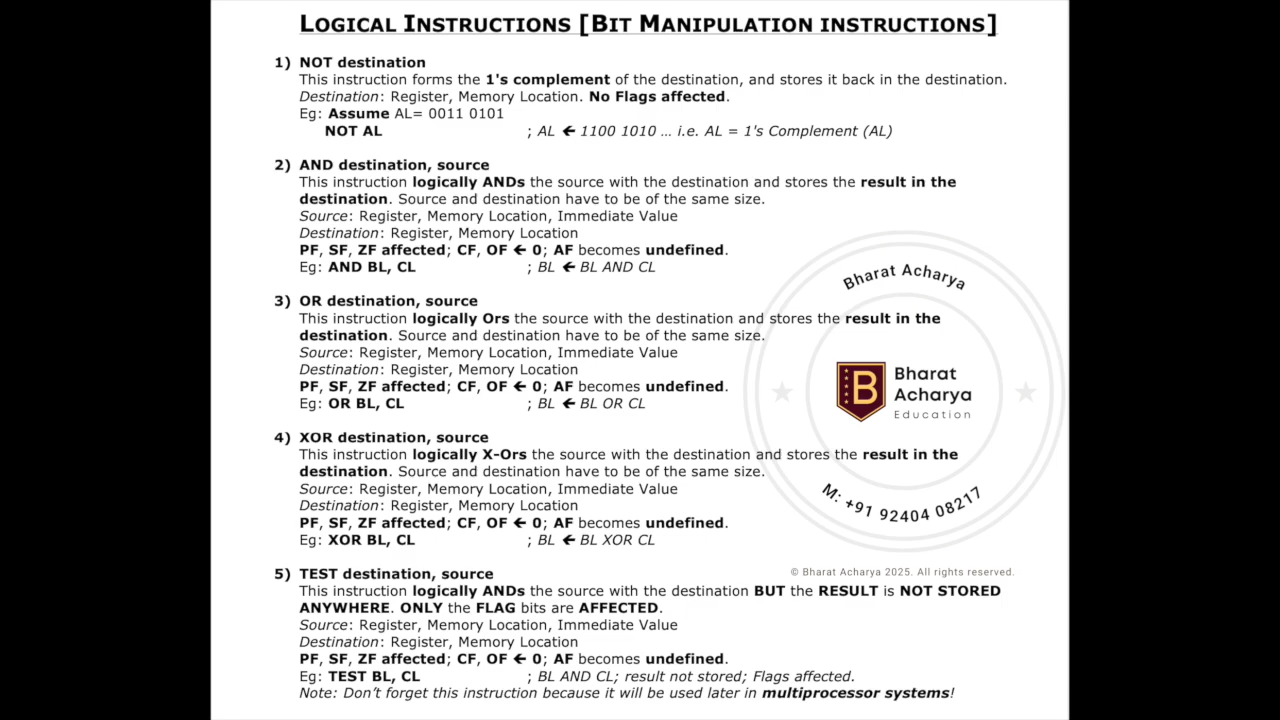 LOGICAL INSTRUCTIONS [BIT MANIPULATION INSTRUCTIONS]
1) NOT destination
This instruction forms the 1's complement of the destination, and stores it back in the destination.
Destination: Register, Memory Location. No Flags affected.
Eg: Assume AL= 0011 0101
NOT AL ; AL 🡨 1100 1010 … i.e. AL = 1's Complement (AL)
2) AND destination, source
This instruction logically ANDs the source with the destination and stores the result in the
destination. Source and destination have to be of the same size.
Source: Register, Memory Location, Immediate Value
Destination: Register, Memory Location
PF, SF, ZF affected; CF, OF 🡨 0; AF becomes undefined.
Eg: AND BL, CL ; BL 🡨 BL AND CL
3) OR destination, source
This instruction logically Ors the source with the destination and stores the result in the
destination. Source and destination have to be of the same size.
Source: Register, Memory Location, Immediate Value
Destination: Register, Memory Location
PF, SF, ZF affected; CF, OF 🡨 0; AF becomes undefined.
Eg: OR BL, CL ; BL 🡨 BL OR CL
4) XOR destination, source
This instruction logically X-Ors the source with the destination and stores the result in the
destination. Source and destination have to be of the same size.
Source: Register, Memory Location, Immediate Value
Destination: Register, Memory Location
PF, SF, ZF affected; CF, OF 🡨 0; AF becomes undefined.
Eg: XOR BL, CL ; BL 🡨 BL XOR CL
5) TEST destination, source
This instruction logically ANDs the source with the destination BUT the RESULT is NOT STORED
ANYWHERE. ONLY the FLAG bits are AFFECTED.
Source: Register, Memory Location, Immediate Value
Destination: Register, Memory Location
PF, SF, ZF affected; CF, OF 🡨 0; AF becomes undefined.
Eg: TEST BL, CL ; BL AND CL; result not stored; Flags affected.
Note: Don't forget this instruction because it will be used later in multiprocessor systems!
Bharat Acharya
B
Bharat
Acharya
Education
M: +91 92404 08217
© Bharat Acharya 2025. All rights reserved.